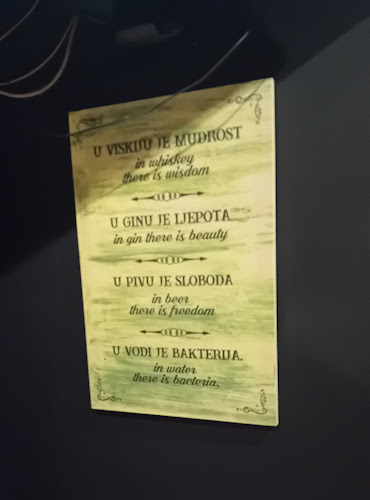 U VISKIJU JE MUDROST
in whiskey
there is wisdom
U GINU JE LJEPOTA
in gin there is beauty
U PIVU JE SLOBODA
in beer
there is freedom
U VODI JE BAKTERIJA.
in water
there is bacteria.